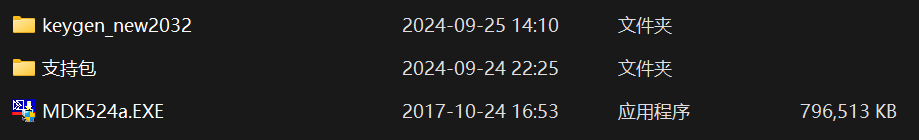 keygen_new2032 2024-09-25 14:10 文件夹
支持包 2024-09-24 22:25 文件夹
MDK524a.EXE 2017-10-24 16:53 应用程序 796,513 KB